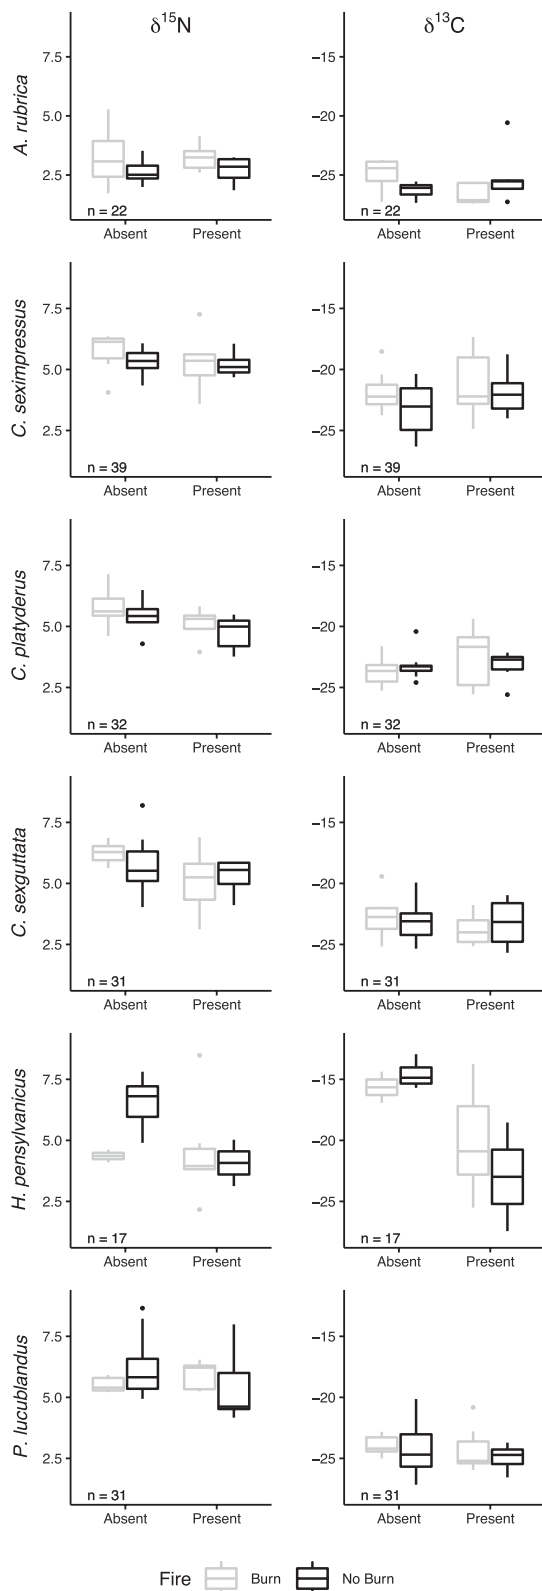 δ15N δ13C
A. rubrica
7.5
5.0
2.5
n = 22
Absent Present
−15
−20
−25
n = 22
Absent Present
C. seximpressus
7.5
5.0
2.5
n = 39
Absent Present
−15
−20
−25
n = 39
Absent Present
C. platyderus
7.5
5.0
2.5
n = 32
Absent Present
−15
−20
−25
n = 32
Absent Present
C. sexguttata
7.5
5.0
2.5
n = 31
Absent Present
−15
−20
−25
n = 31
Absent Present
H. pensylvanicus
7.5
5.0
2.5
n = 17
Absent Present
−15
−20
−25
n = 17
Absent Present
P. lucublandus
7.5
5.0
2.5
n = 31
Absent Present
−15
−20
−25
n = 31
Absent Present
Fire Burn No Burn